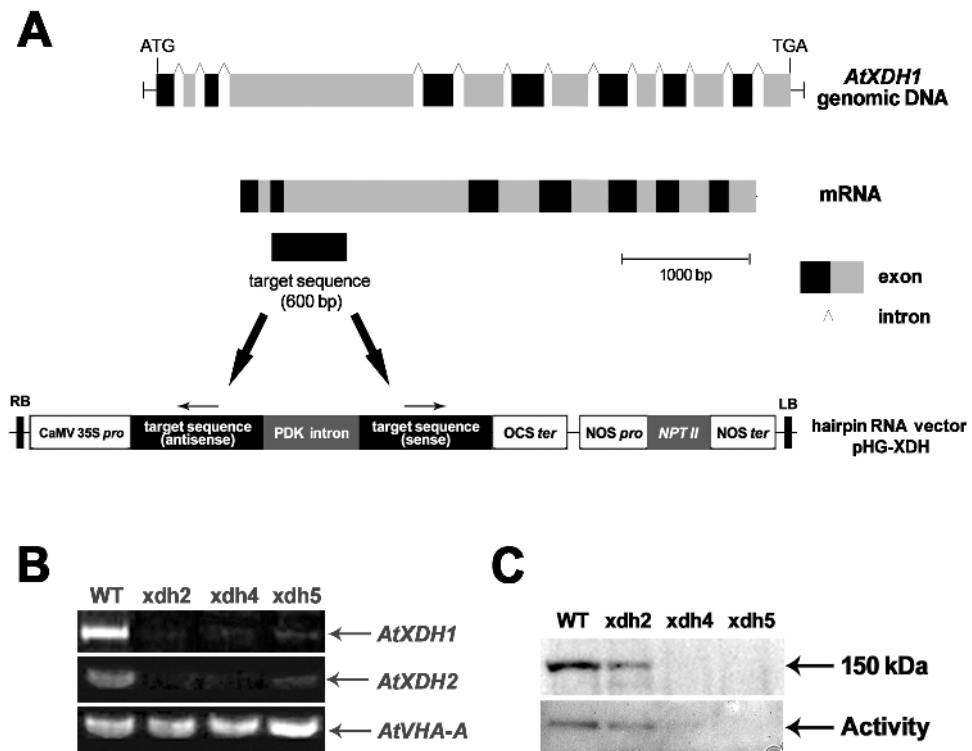 A
ATG
TGA
AtXDH1
genomic DNA
mRNA
target sequence
(600 bp)
1000 bp
exon
intron
RB
LB
CaMV 35S pro
target sequence
(antisense)
PDK intron
target sequence
(sense)
OCS ter
NOS pro
NPT II
NOS ter
hairpin RNA vector
pHG-XDH
B
WT xdh2 xdh4 xdh5
AtXDH1
AtXDH2
AtVHA-A
C
WT xdh2 xdh4 xdh5
150 kDa
Activity